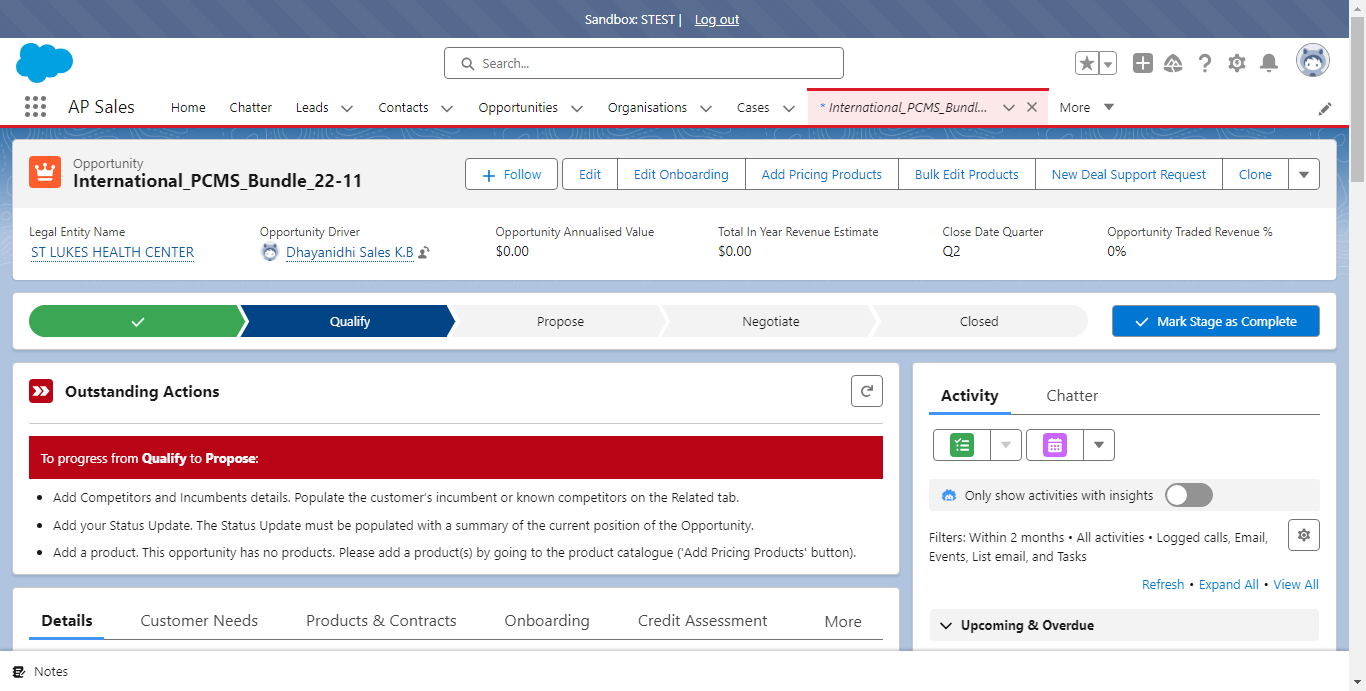 Sandbox: STEST | Log out
Search...
AP Sales Home Chatter Leads Contacts Opportunities Organisations Cases * International_PCMS_Bundl... More
Opportunity
International_PCMS_Bundle_22-11
Follow Edit Edit Onboarding Add Pricing Products Bulk Edit Products New Deal Support Request Clone
Legal Entity Name Opportunity Driver Opportunity Annualised Value Total In Year Revenue Estimate Close Date Quarter Opportunity Traded Revenue %
ST LUKES HEALTH CENTER Dhayanidhi Sales K.B $0.00 $0.00 Q2 0%
Qualify Propose Negotiate Closed Mark Stage as Complete
Outstanding Actions
To progress from Qualify to Propose:
• Add Competitors and Incumbents details. Populate the customer's incumbent or known competitors on the Related tab.
• Add your Status Update. The Status Update must be populated with a summary of the current position of the Opportunity.
• Add a product. This opportunity has no products. Please add a product(s) by going to the product catalogue ('Add Pricing Products' button).
Details Customer Needs Products & Contracts Onboarding Credit Assessment More
Activity Chatter
Only show activities with insights
Filters: Within 2 months • All activities • Logged calls, Email,
Events, List email, and Tasks
Refresh • Expand All • View All
Upcoming & Overdue
Notes